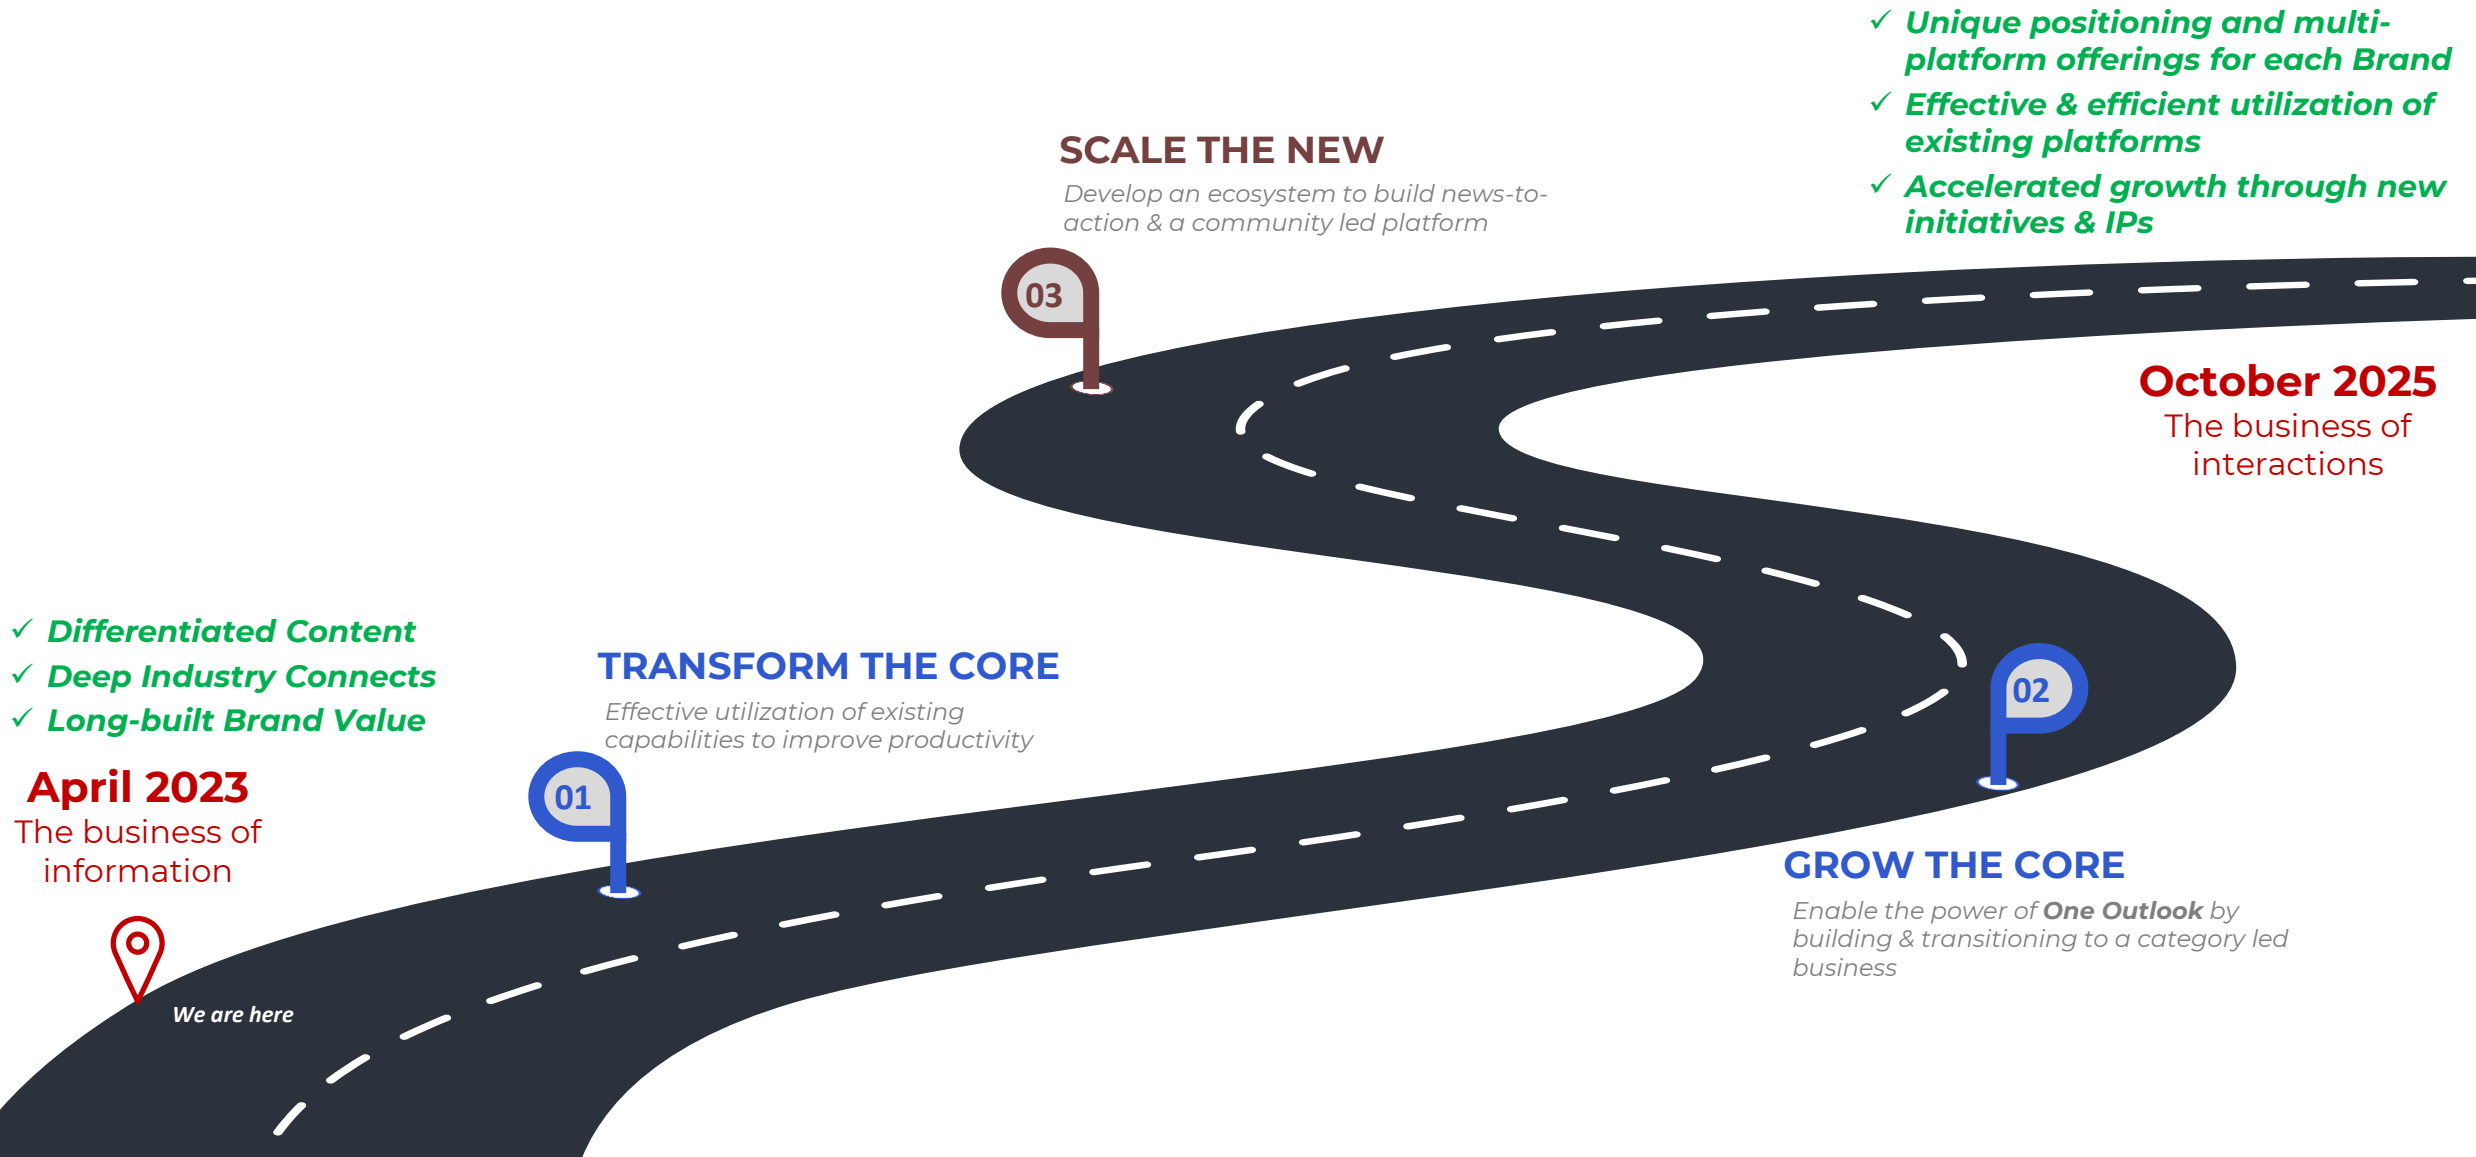 ✓ Unique positioning and multi-
platform offerings for each Brand
✓ Effective & efficient utilization of
existing platforms
✓ Accelerated growth through new
initiatives & IPs
SCALE THE NEW
Develop an ecosystem to build news-to-
action & a community led platform
03
October 2025
The business of
interactions
✓ Differentiated Content
✓ Deep Industry Connects
✓ Long-built Brand Value
April 2023
The business of
information
We are here
TRANSFORM THE CORE
Effective utilization of existing
capabilities to improve productivity
01
02
GROW THE CORE
Enable the power of One Outlook by
building & transitioning to a category led
business